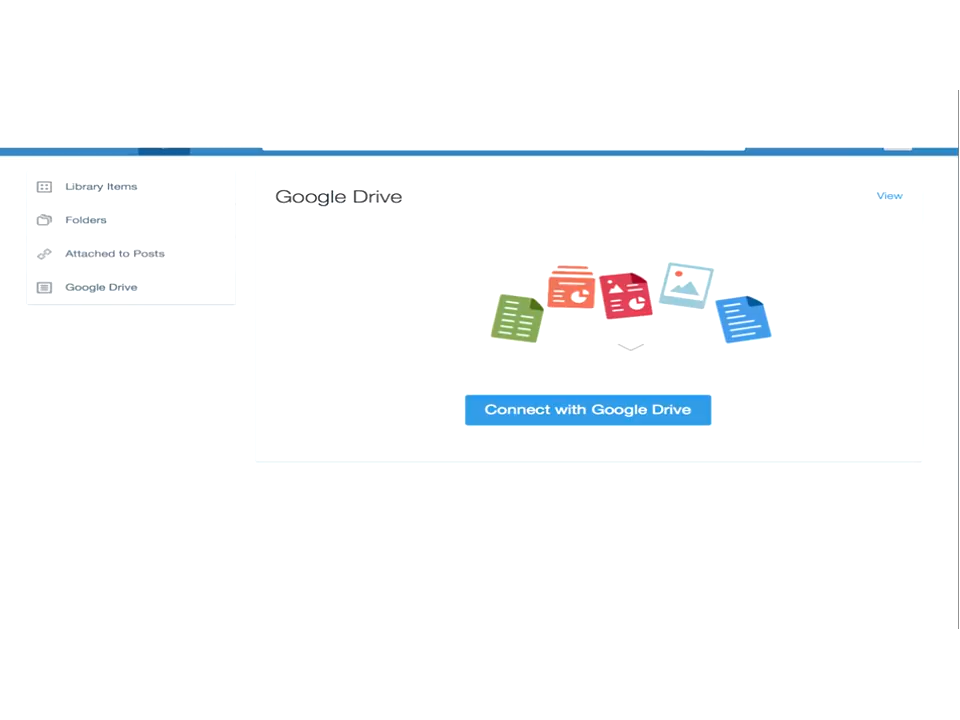 Library Items
Folders
Attached to Posts
Google Drive
Google Drive
View
Connect with Google Drive